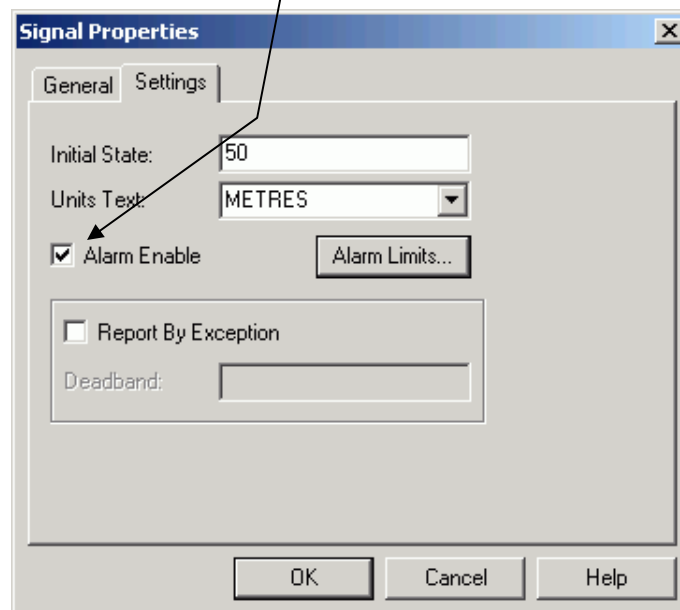 Signal Properties
General Settings
Initial State: 50
Units Text: METRES
Alarm Enable Alarm Limits...
Report By Exception
Deadband:
OK Cancel Help